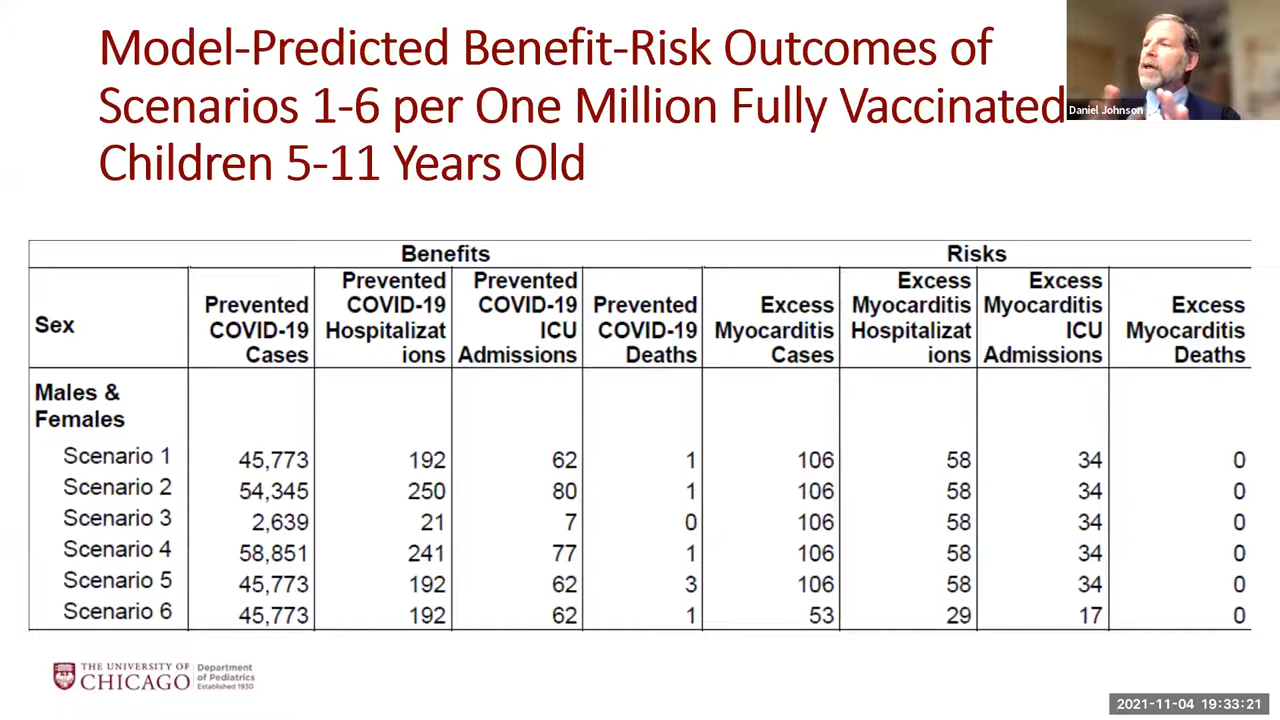 Model-Predicted Benefit-Risk Outcomes of
Scenarios 1-6 per One Million Fully Vaccinated
Children 5-11 Years Old
Daniel Johnson
Benefits Risks
Sex
Prevented COVID-19 Cases
Prevented COVID-19 Hospitalizat ions
Prevented COVID-19 ICU Admissions
Prevented COVID-19 Deaths
Excess Myocarditis Cases
Excess Myocarditis Hospitalizat ions
Excess Myocarditis ICU Admissions
Excess Myocarditis Deaths
Males &
Females
Scenario 1 45,773 192 62 1 106 58 34 0
Scenario 2 54,345 250 80 1 106 58 34 0
Scenario 3 2,639 21 7 0 106 58 34 0
Scenario 4 58,851 241 77 1 106 58 34 0
Scenario 5 45,773 192 62 3 106 58 34 0
Scenario 6 45,773 192 62 1 53 29 17 0
THE UNIVERSITY OF
CHICAGO
Department
of Pediatrics
Established 1930
2021-11-04 19:33:21